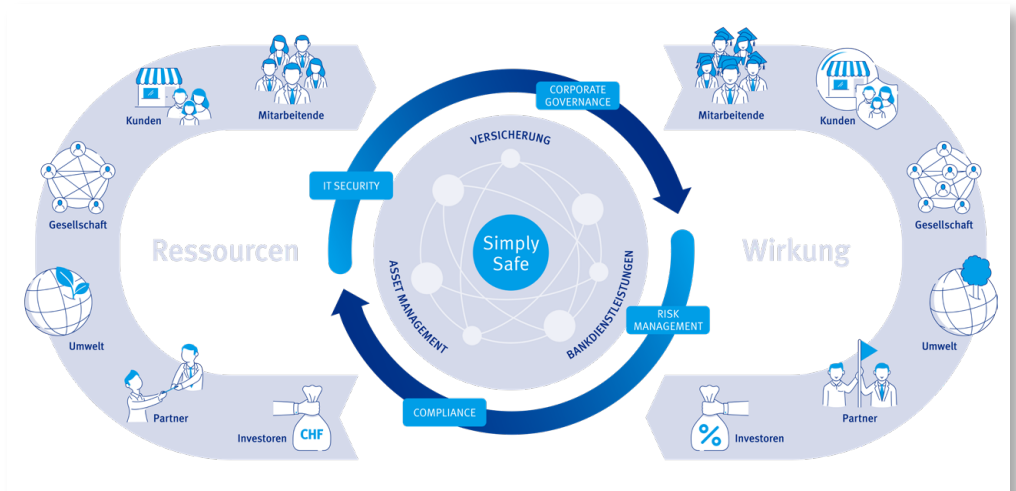 Kunden
Mitarbeitende
Gesellschaft
Ressourcen
Umwelt
Partner
Investoren
CHF
CORPORATE
GOVERNANCE
IT SECURITY
VERSICHERUNG
Simply
Safe
ASSET MANAGEMENT
BANKDIENSTLEISTUNGEN
RISK
MANAGEMENT
COMPLIANCE
Mitarbeitende
Kunden
Gesellschaft
Wirkung
Umwelt
Partner
%
Investoren